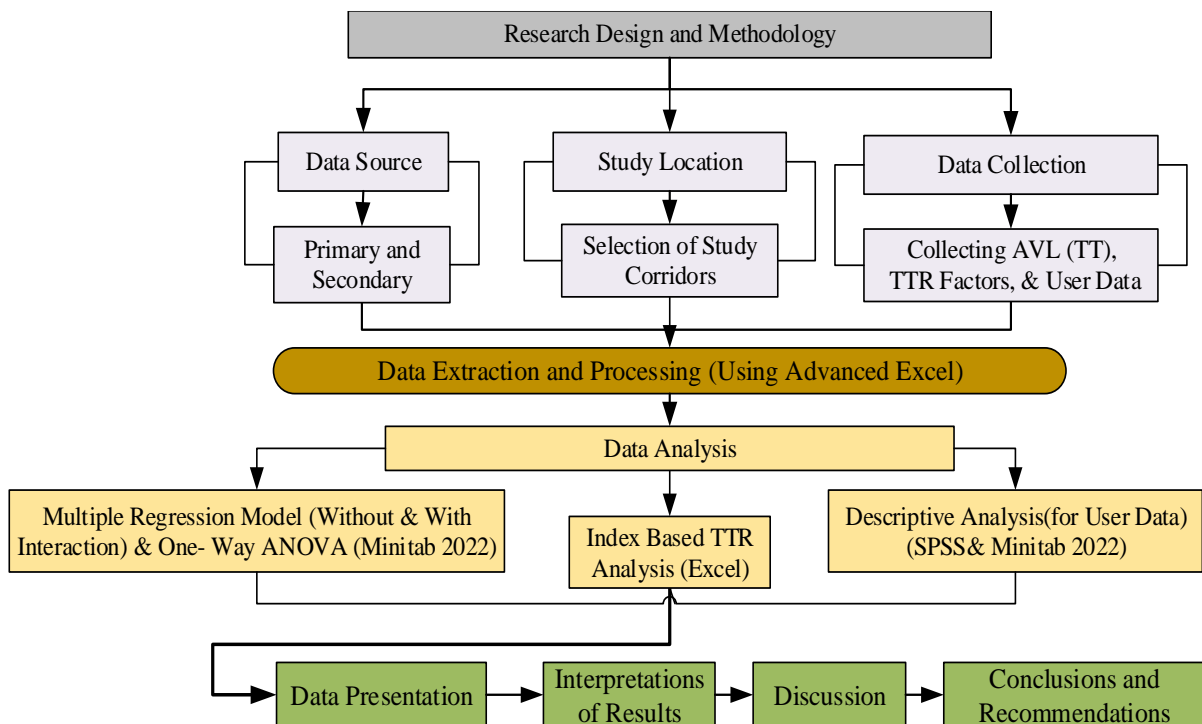 Research Design and Methodology
Data Source
Study Location
Data Collection
Primary and
Secondary
Selection of Study
Corridors
Collecting AVL (TT),
TTR Factors, & User Data
Data Extraction and Processing (Using Advanced Excel)
Data Analysis
Multiple Regression Model (Without & With
Interaction) & One- Way ANOVA (Minitab 2022)
Index Based TTR
Analysis (Excel)
Descriptive Analysis(for User Data)
(SPSS& Minitab 2022)
Data Presentation
Interpretations
of Results
Discussion
Conclusions and
Recommendations